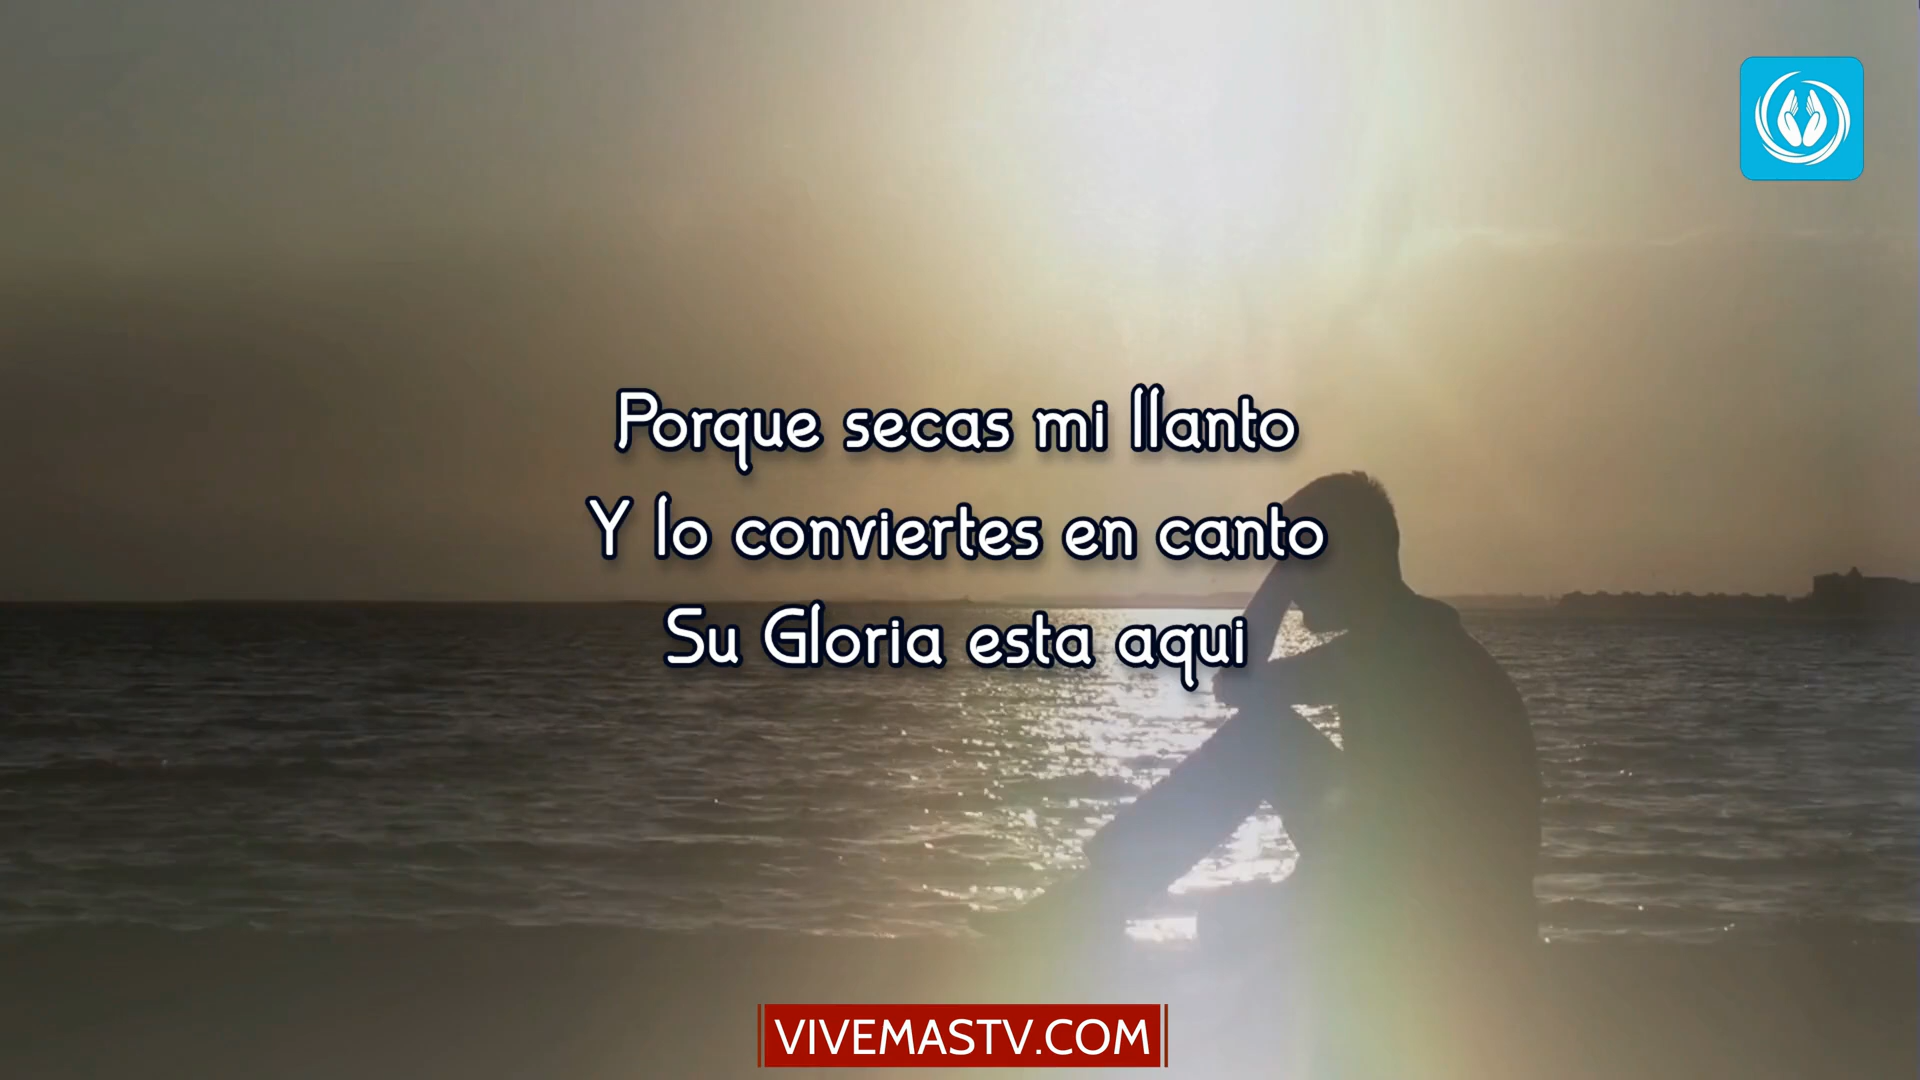 Porque secas mi llanto
Y lo conviertes en canto
Su Gloria esta aqui
VIVEMASTV.COM